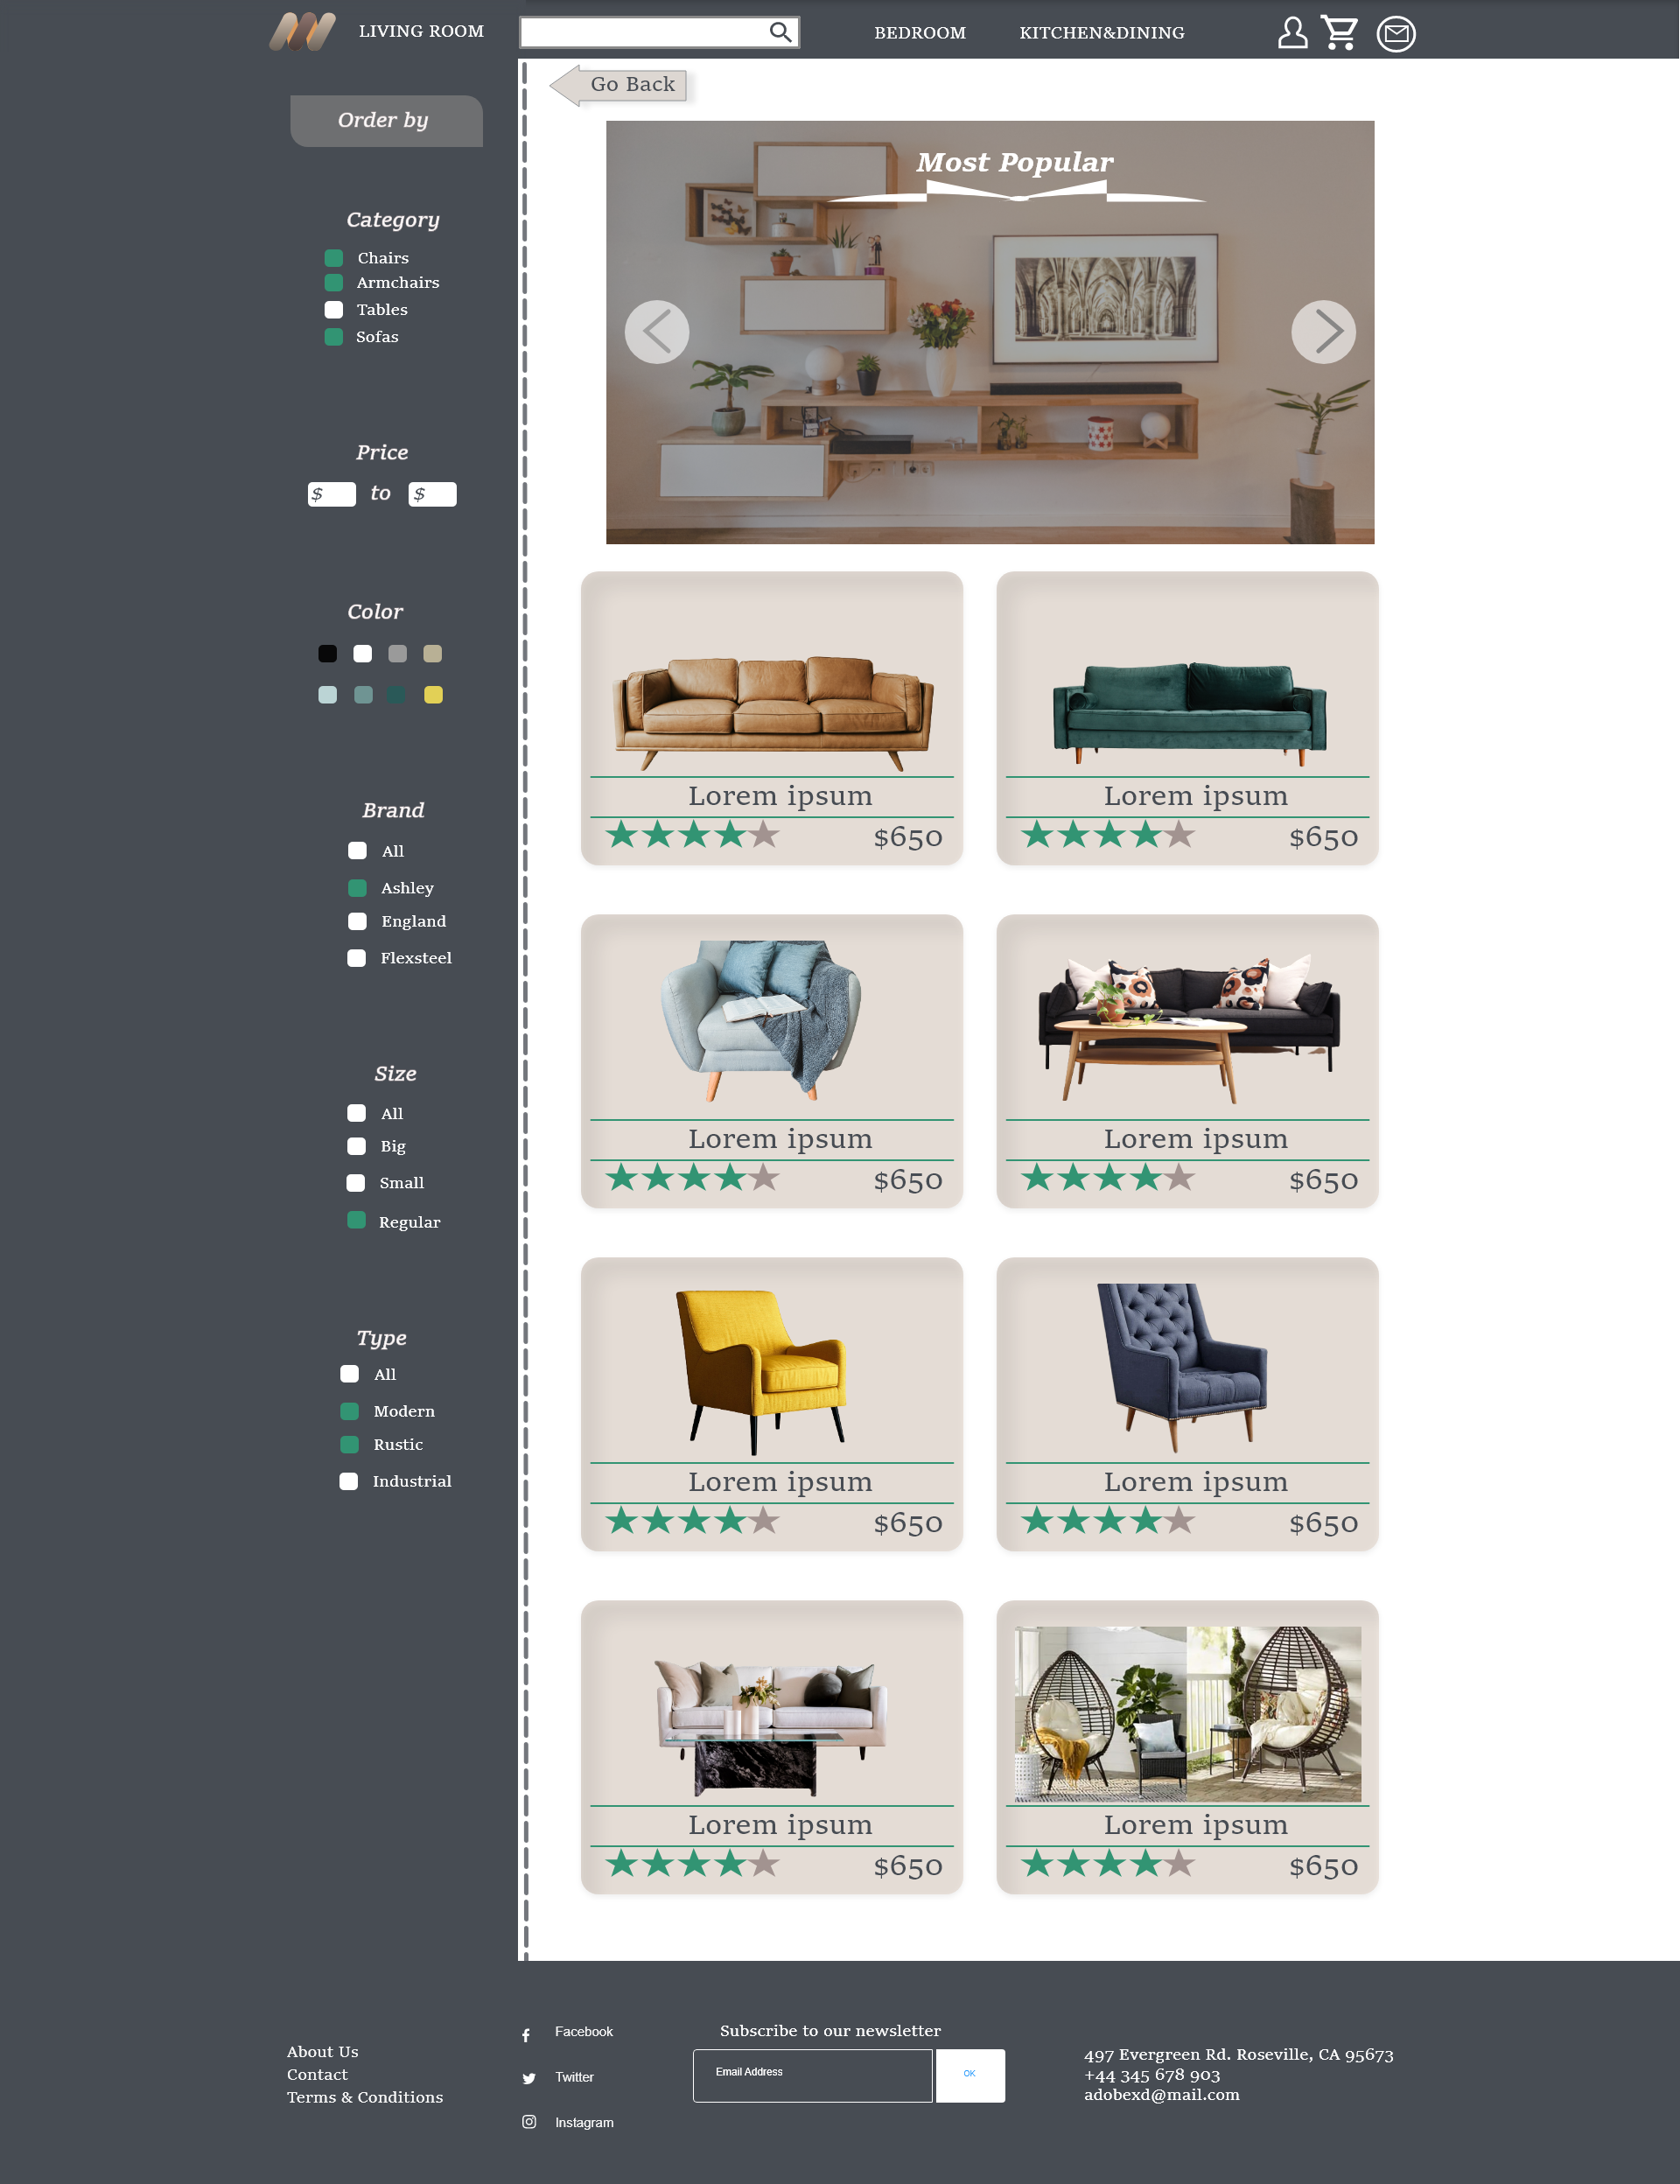 LIVING ROOM
BEDROOM
KITCHEN&DINING
Go Back
Order by
Category
Chairs
Armchairs
Tables
Sofas
Price
$ to $
Color
Brand
All
Ashley
England
Flexsteel
Size
All
Big
Small
Regular
Type
All
Modern
Rustic
Industrial
Most Popular
Lorem ipsum
$650
Lorem ipsum
$650
Lorem ipsum
$650
Lorem ipsum
$650
Lorem ipsum
$650
Lorem ipsum
$650
Lorem ipsum
$650
Lorem ipsum
$650
About Us
Contact
Terms & Conditions
Facebook
Twitter
Instagram
Subscribe to our newsletter
Email Address
OK
497 Evergreen Rd. Roseville, CA 95673
+44 345 678 903
adobexd@mail.com